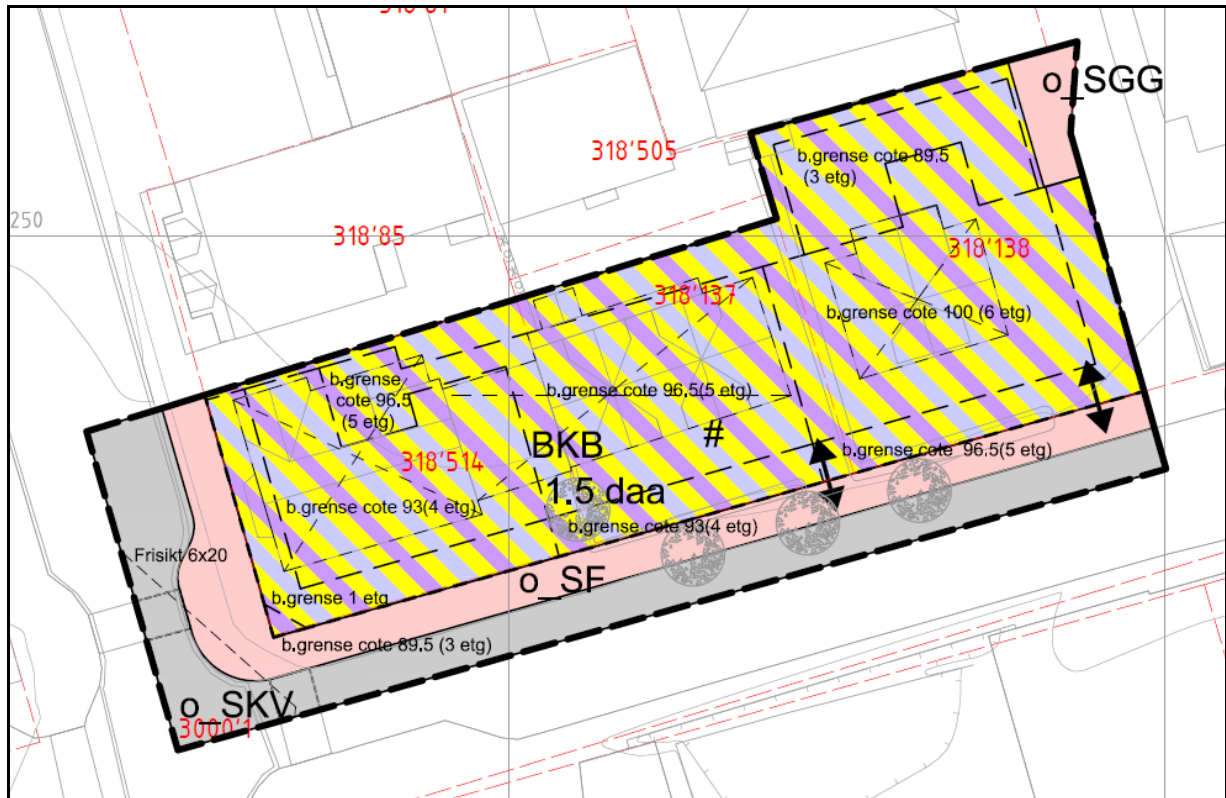 o_SGG
318'505
b.grense cote 89.5
(3 etg)
250
318'85
318'138
318'137
b.grense cote 100 (6 etg)
b.grense
cote 96.5
(5 etg)
b.grense cote 96.5(5 etg)
#
BKB
318'514
b.grense cote 96.5(5 etg)
1.5 daa
b.grense cote 93(4 etg)
b.grense cote 93(4 etg)
Frisikt 6x20
o_SF
b.grense 1 etg
b.grense cote 89.5 (3 etg)
o_SKV
3000'1